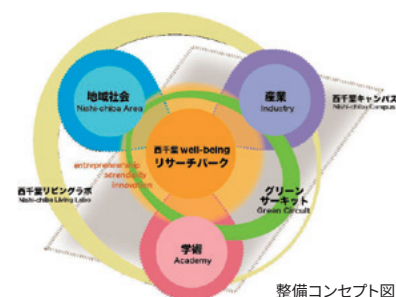 地域社会
Nishi-chiba Area
産業
Industry
西千葉キャンパス
Nishi-chiba Campus
西千葉 well-being
リサーチパーク
entrepreneurship
serendipity
innovation
西千葉リビングラボ
Nishi-chiba Living Labo
グリーン
サーキット
Green Circuit
学術
Academy
整備コンセプト図